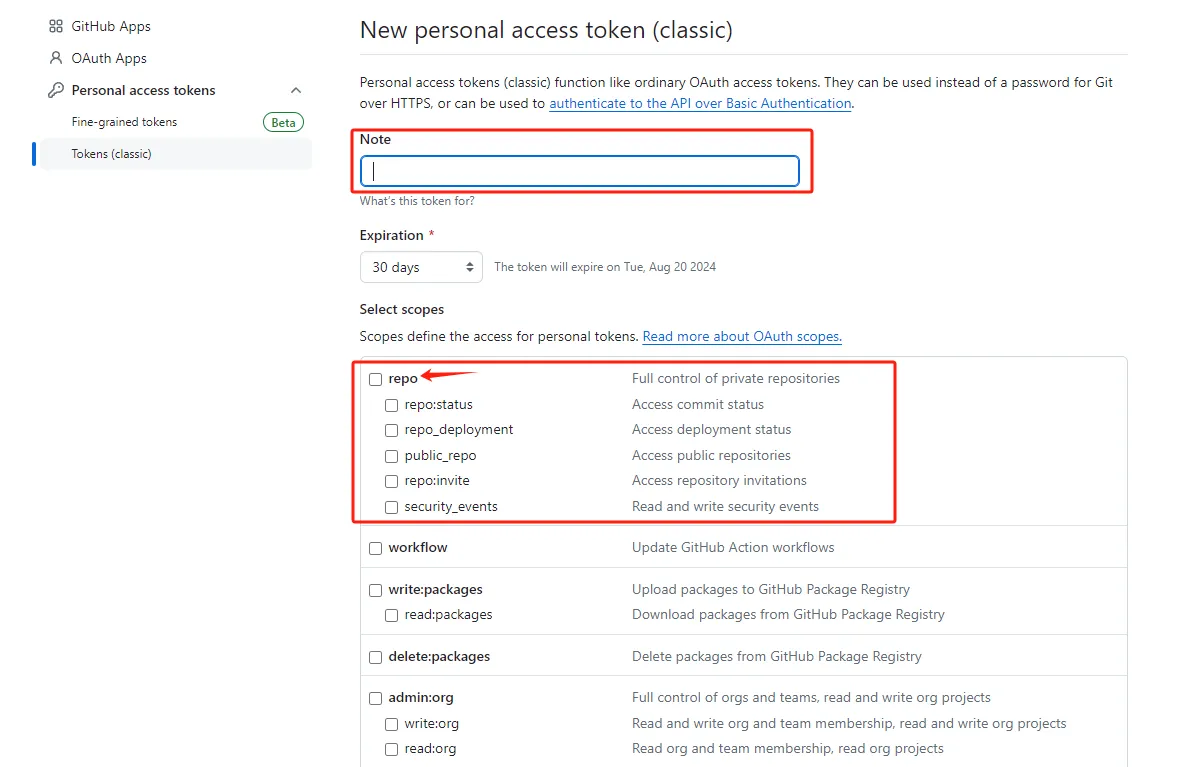 GitHub Apps
OAuth Apps
Personal access tokens
Fine-grained tokens Beta
Tokens (classic)
New personal access token (classic)
Personal access tokens (classic) function like ordinary OAuth access tokens. They can be used instead of a password for Git
over HTTPS, or can be used to authenticate to the API over Basic Authentication.
Note
What's this token for?
Expiration *
30 days The token will expire on Tue, Aug 20 2024
Select scopes
Scopes define the access for personal tokens. Read more about OAuth scopes.
repo Full control of private repositories
repo:status Access commit status
repo_deployment Access deployment status
public_repo Access public repositories
repo:invite Access repository invitations
security_events Read and write security events
workflow Update GitHub Action workflows
write:packages Upload packages to GitHub Package Registry
read:packages Download packages from GitHub Package Registry
delete:packages Delete packages from GitHub Package Registry
admin:org Full control of orgs and teams, read and write org projects
write:org Read and write org and team membership, read and write org projects
read:org Read org and team membership, read org projects